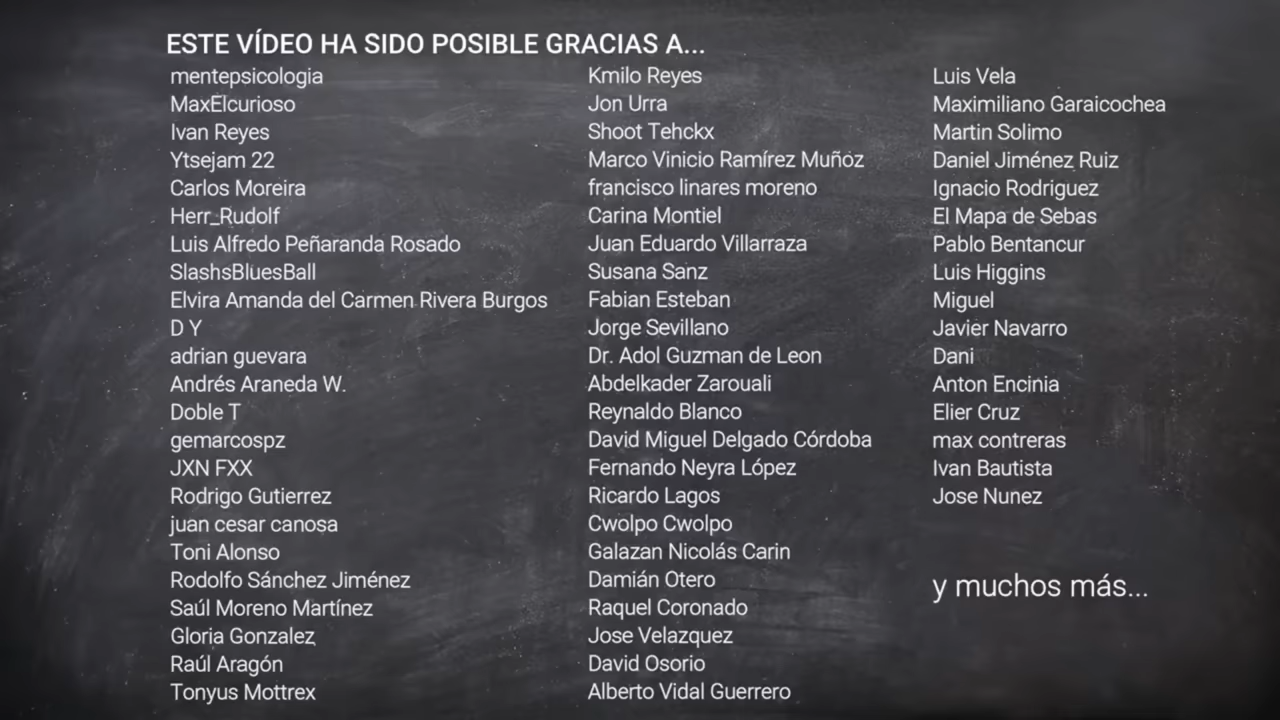 ESTE VÍDEO HA SIDO POSIBLE GRACIAS A...
mentepsicologia
MaxElcurioso
Ivan Reyes
Ytsejam 22
Carlos Moreira
Herr_Rudolf
Luis Alfredo Peñaranda Rosado
SlashsBluesBall
Elvira Amanda del Carmen Rivera Burgos
D Y
adrian guevara
Andrés Araneda W.
Doble T
gemarcospz
JXN FXX
Rodrigo Gutierrez
juan cesar canosa
Toni Alonso
Rodolfo Sánchez Jiménez
Saúl Moreno Martínez
Gloria Gonzalez
Raúl Aragón
Tonyus Mottrex
Kmilo Reyes
Jon Urra
Shoot Tehckx
Marco Vinicio Ramírez Muñoz
francisco linares moreno
Carina Montiel
Juan Eduardo Villarraza
Susana Sanz
Fabian Esteban
Jorge Sevillano
Dr. Adol Guzman de Leon
Abdelkader Zarouali
Reynaldo Blanco
David Miguel Delgado Córdoba
Fernando Neyra López
Ricardo Lagos
Cwolpo Cwolpo
Galazan Nicolás Carin
Damián Otero
Raquel Coronado
Jose Velazquez
David Osorio
Alberto Vidal Guerrero
Luis Vela
Maximiliano Garaicochea
Martin Solimo
Daniel Jiménez Ruiz
Ignacio Rodriguez
El Mapa de Sebas
Pablo Bentancur
Luis Higgins
Miguel
Javier Navarro
Dani
Anton Encinia
Elier Cruz
max contreras
Ivan Bautista
Jose Nunez
y muchos más...